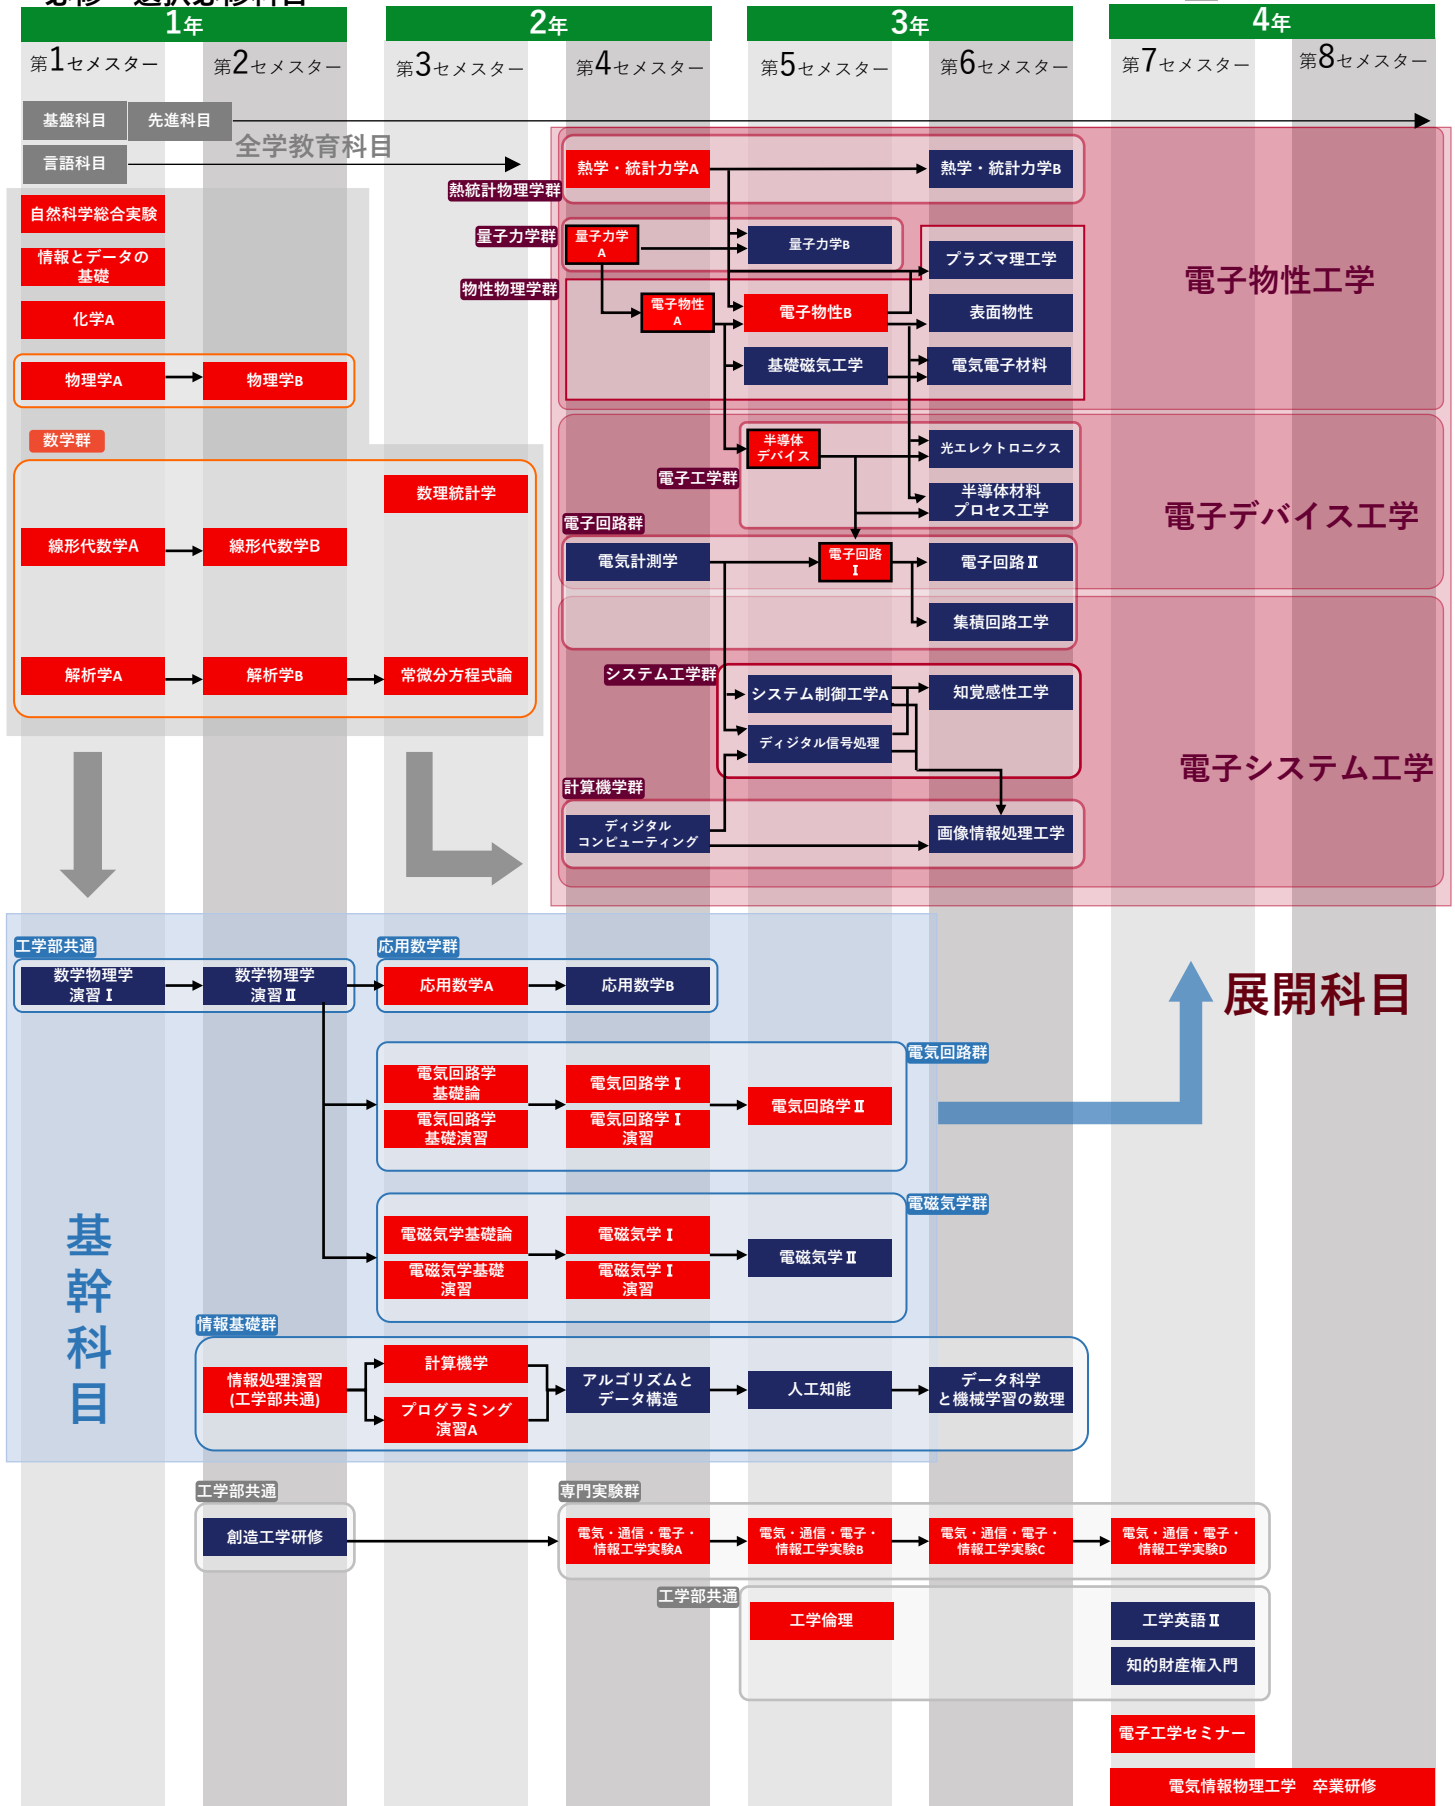 必修・選択必修科目
1年
2年
3年
4年
第1セメスター
第2セメスター
第3セメスター
第4セメスター
第5セメスター
第6セメスター
第7セメスター
第8セメスター
基盤科目
先進科目
言語科目
全学教育科目
自然科学総合実験
情報とデータの
基礎
化学A
物理学A
物理学B
数学群
数理統計学
線形代数学A
線形代数学B
解析学A
解析学B
常微分方程式論
熱学・統計力学A
熱学・統計力学B
熱統計物理学群
量子力学群
量子力学
A
量子力学B
物性物理学群
プラズマ理工学
電子物性
A
電子物性B
表面物性
基礎磁気工学
電気電子材料
電子物性工学
半導体
デバイス
光エレクトロニクス
電子工学群
半導体材料
プロセス工学
電子デバイス工学
電子回路群
電気計測学
電子回路
Ⅰ
電子回路Ⅱ
集積回路工学
システム工学群
システム制御工学A
知覚感性工学
ディジタル信号処理
電子システム工学
計算機学群
ディジタル
コンピューティング
画像情報処理工学
工学部共通
数学物理学
演習Ⅰ
数学物理学
演習Ⅱ
応用数学群
応用数学A
応用数学B
展開科目
電気回路群
電気回路学
基礎論
電気回路学
基礎演習
電気回路学Ⅰ
電気回路学Ⅰ
演習
電気回路学Ⅱ
電磁気学群
電磁気学基礎論
電磁気学基礎
演習
電磁気学Ⅰ
電磁気学Ⅰ
演習
電磁気学Ⅱ
基
幹
科
目
情報基礎群
情報処理演習
(工学部共通)
計算機学
プログラミング
演習A
アルゴリズムと
データ構造
人工知能
データ科学
と機械学習の数理
工学部共通
創造工学研修
専門実験群
電気・通信・電子・
情報工学実験A
電気・通信・電子・
情報工学実験B
電気・通信・電子・
情報工学実験C
電気・通信・電子・
情報工学実験D
工学部共通
工学倫理
工学英語Ⅱ
知的財産権入門
電子工学セミナー
電気情報物理工学　卒業研修